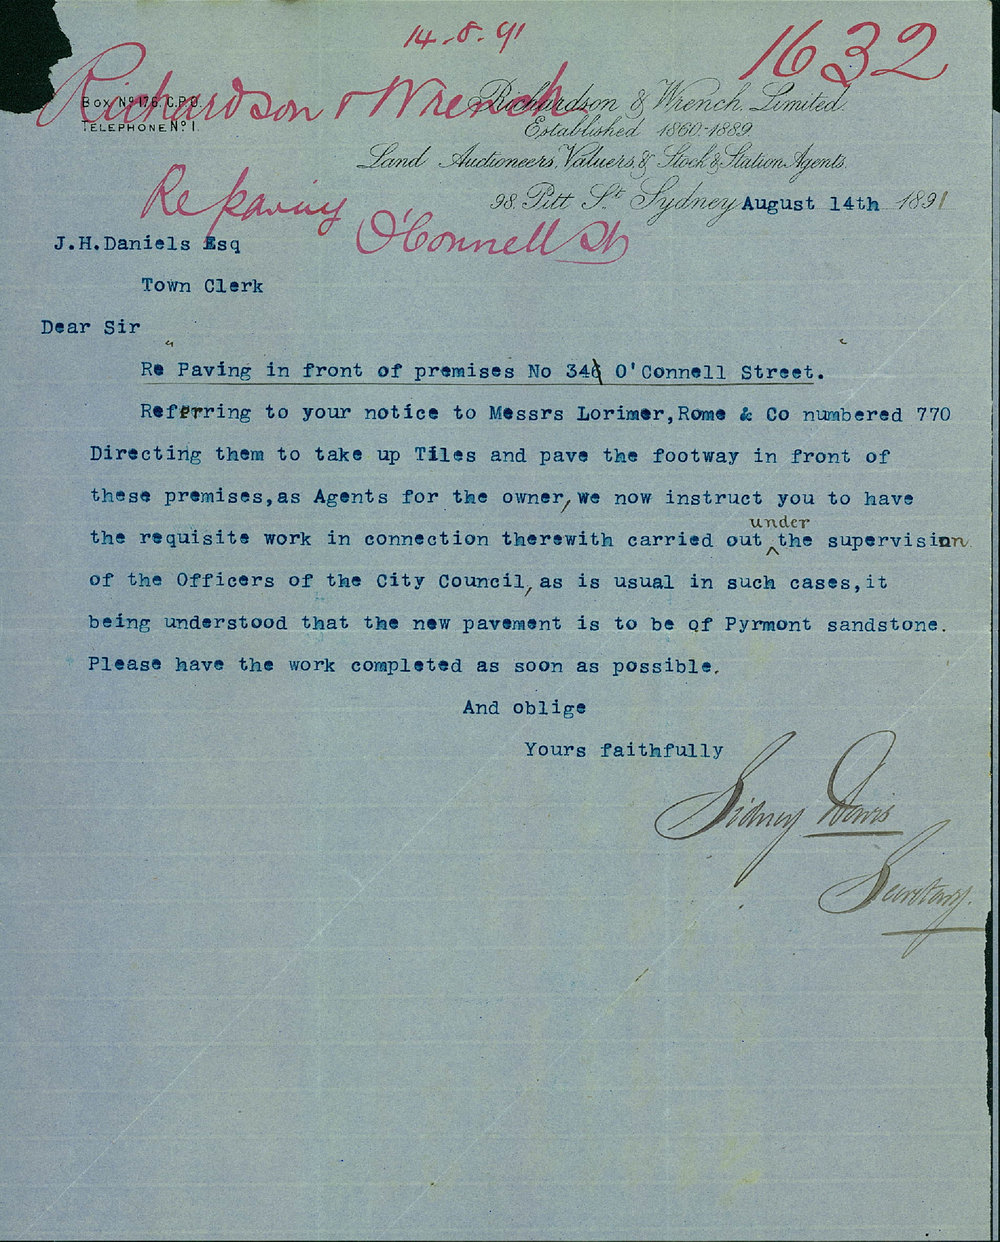 14.8.91
1632
Richardson & Wrench
Box No 176. G.P.O.
Telephone No 1.
Richardson & Wrench, Limited.
Established 1860-1889.
Land Auctioneers, Valuers, & Stock & Station Agents
98. Pitt St. Sydney August 14th 1891
Re paving
O'Connell St
J.H.Daniels Esq
Town Clerk
Dear Sir
Re Paving in front of premises No 34 O'Connell Street.
Referring to your notice to Messrs Lorimer,Rome & Co numbered 770
Directing them to take up Tiles and pave the footway in front of
these premises,as Agents for the owner, we now instruct you to have
the requisite work in connection therewith carried out under the supervision
of the Officers of the City Council, as is usual in such cases,it
being understood that the new pavement is to be of Pyrmont sandstone.
Please have the work completed as soon as possible.
And oblige
Yours faithfully
Sidney
Secretary.